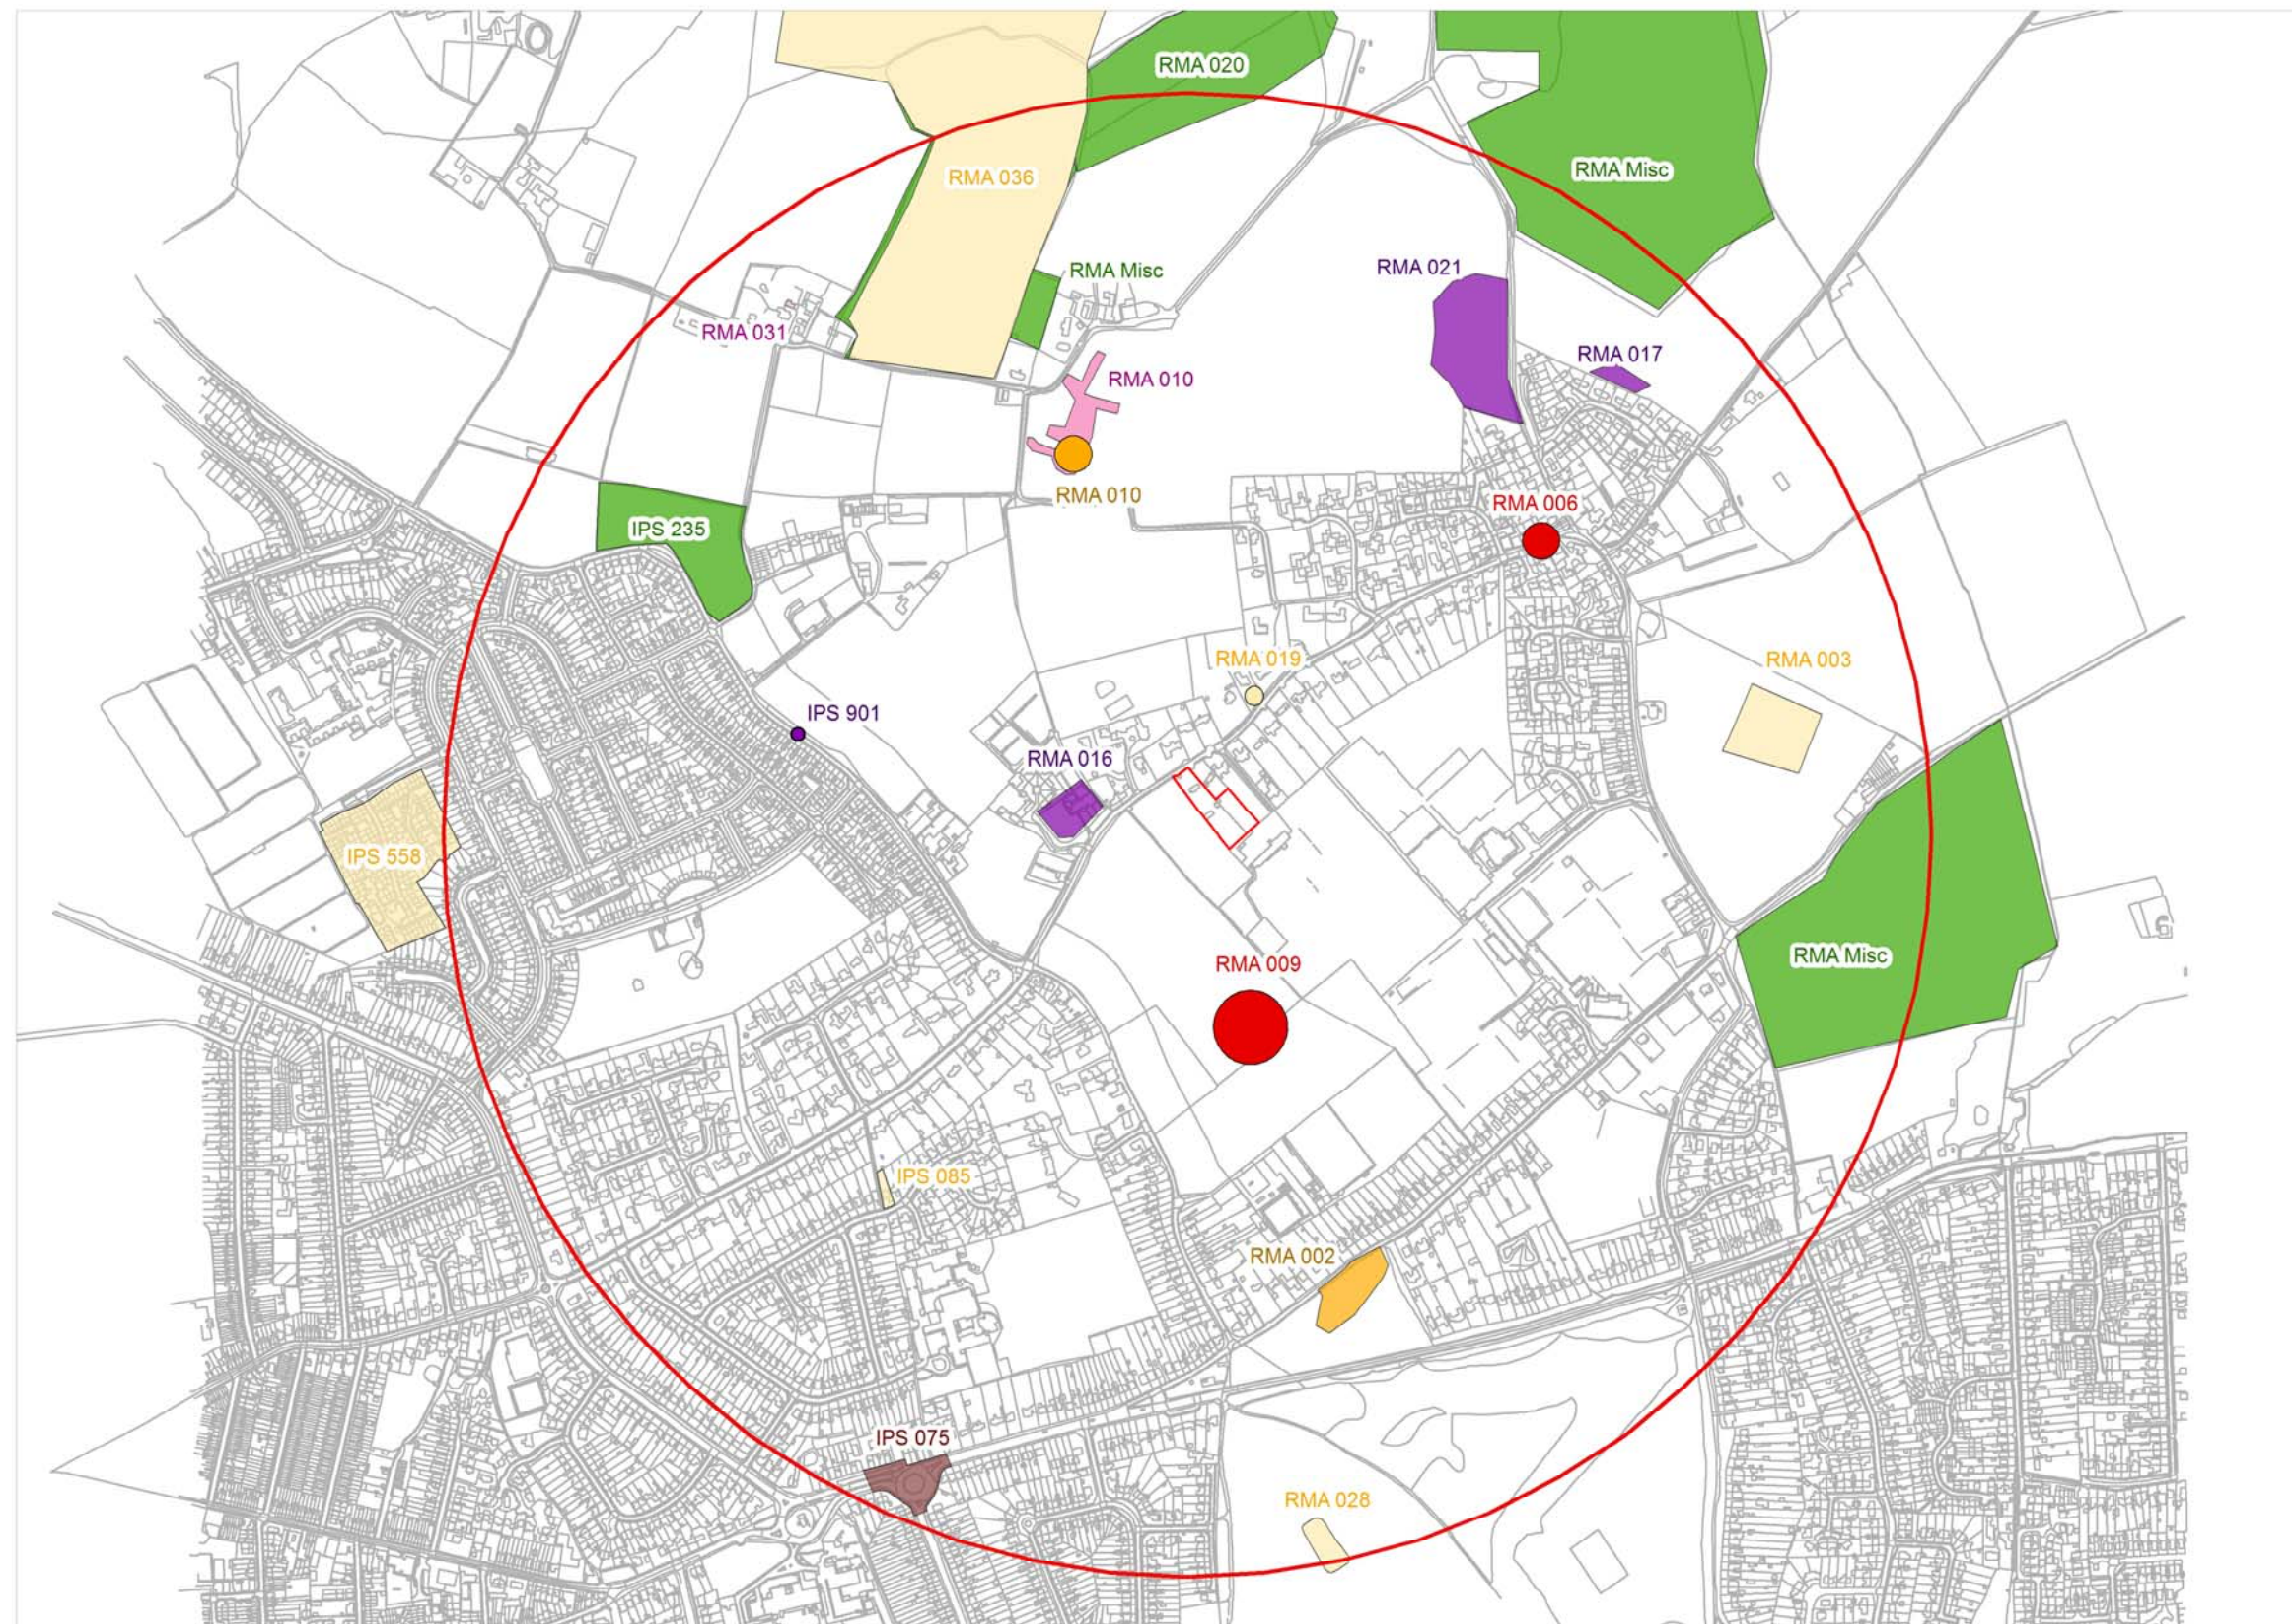 RMA 020
RMA Misc
RMA 036
RMA 021
RMA Misc
RMA 031
RMA 017
RMA 010
RMA 010
RMA 006
IPS 235
RMA 019
RMA 003
IPS 901
RMA 016
IPS 558
RMA Misc
RMA 009
IPS 085
RMA 002
IPS 075
RMA 028